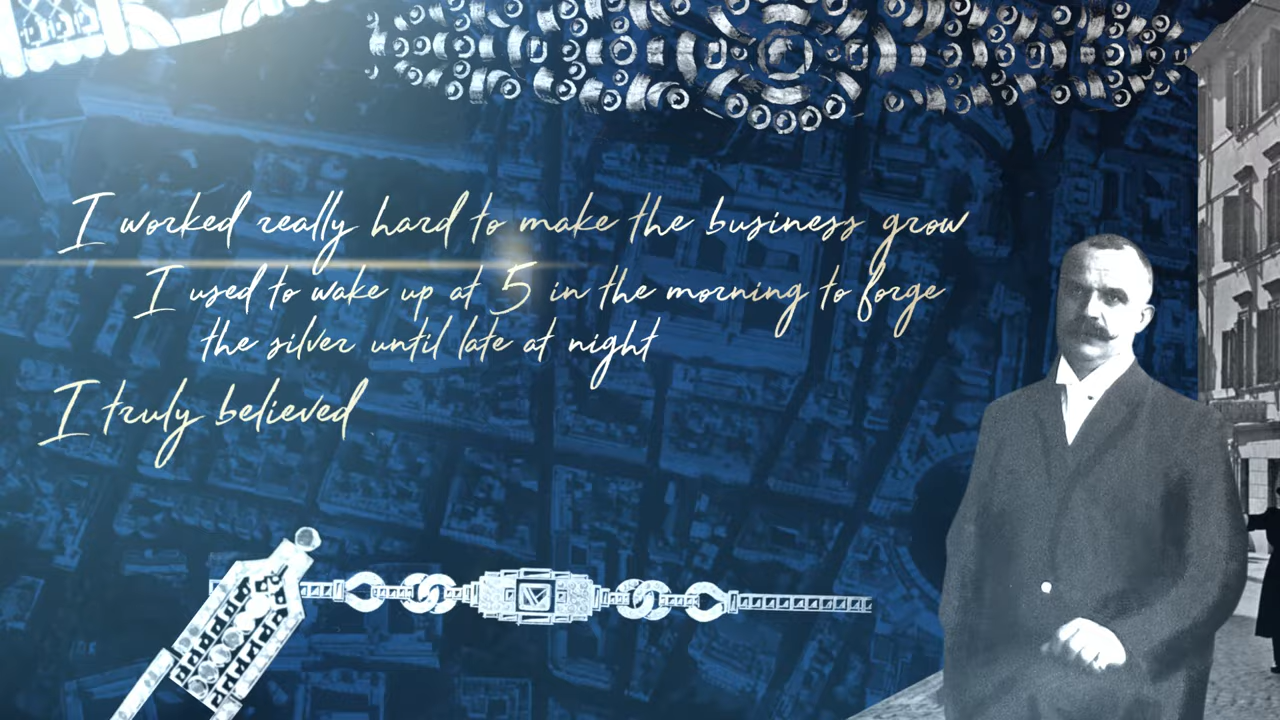 I worked really hard to make the business grow
I used to wake up at 5 in the morning to forge
the silver until late at night
I truly believed